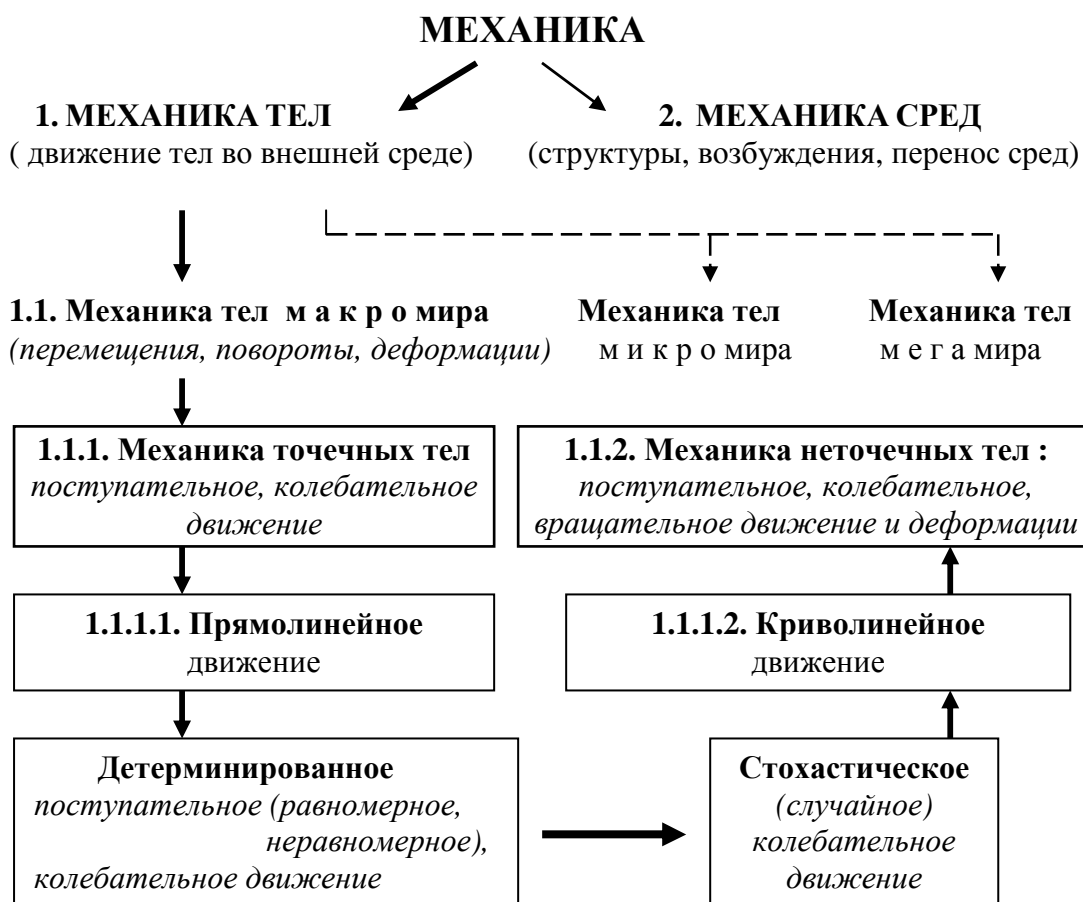 МЕХАНИКА
1. МЕХАНИКА ТЕЛ
( движение тел во внешней среде)
2. МЕХАНИКА СРЕД
(структуры, возбуждения, перенос сред)
1.1. Механика тел м а к р о мира
(перемещения, повороты, деформации)
Механика тел
м и к р о мира
Механика тел
м е г а мира
1.1.1. Механика точечных тел
поступательное, колебательное
движение
1.1.2. Механика неточечных тел :
поступательное, колебательное,
вращательное движение и деформации
1.1.1.1. Прямолинейное
движение
1.1.1.2. Криволинейное
движение
Детерминированное
поступательное (равномерное,
неравномерное),
колебательное движение
Стохастическое
(случайное)
колебательное
движение